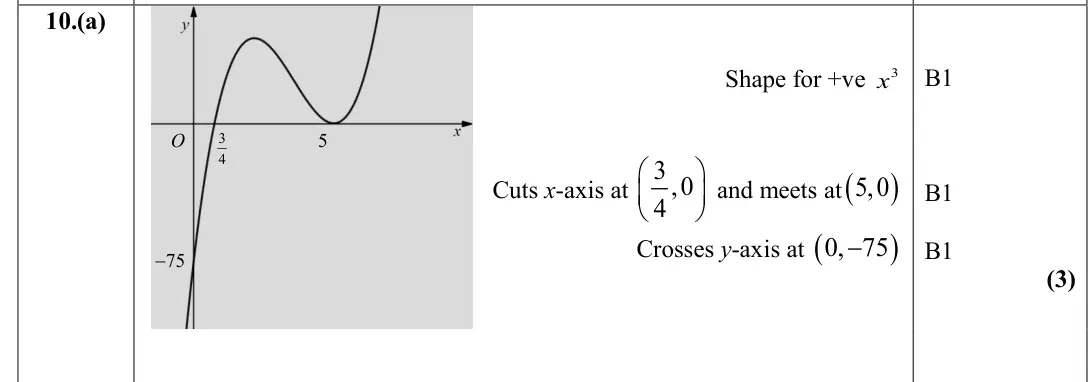 10.(a)
y
Shape for +ve x³ B1
O 3/4 5 x
Cuts x-axis at (3/4, 0) and meets at (5, 0) B1
−75
Crosses y-axis at (0, −75) B1
(3)